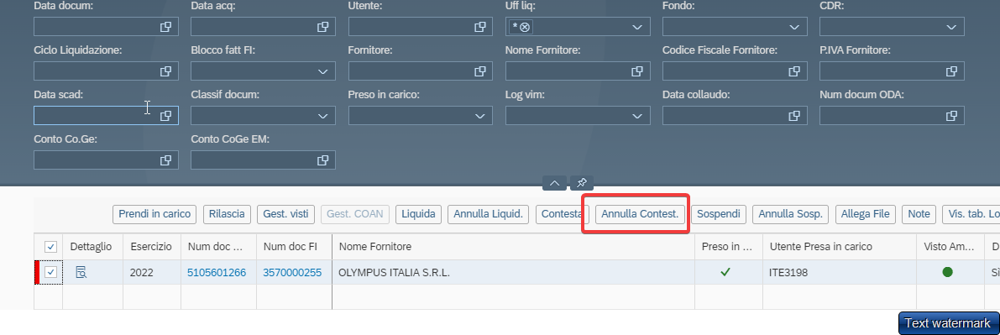 Data docum: Data acq: Utente: Uff liq: Fondo: CDR:
*
Ciclo Liquidazione: Blocco fatt FI: Fornitore: Nome Fornitore: Codice Fiscale Fornitore: P.IVA Fornitore:
Data scad: Classif docum: Preso in carico: Log vim: Data collaudo: Num docum ODA:
Conto Co.Ge: Conto CoGe EM:
Prendi in carico Rilascia Gest. visti Gest. COAN Liquida Annulla Liquid. Contesta Annulla Contest. Sospendi Annulla Sosp. Allega File Note Vis. tab. Lo
Dettaglio Esercizio Num doc ... Num doc FI Nome Fornitore Preso in ... Utente Presa in carico Visto Am... D
2022 5105601266 3570000255 OLYMPUS ITALIA S.R.L. ITE3198 Sì
Text watermark